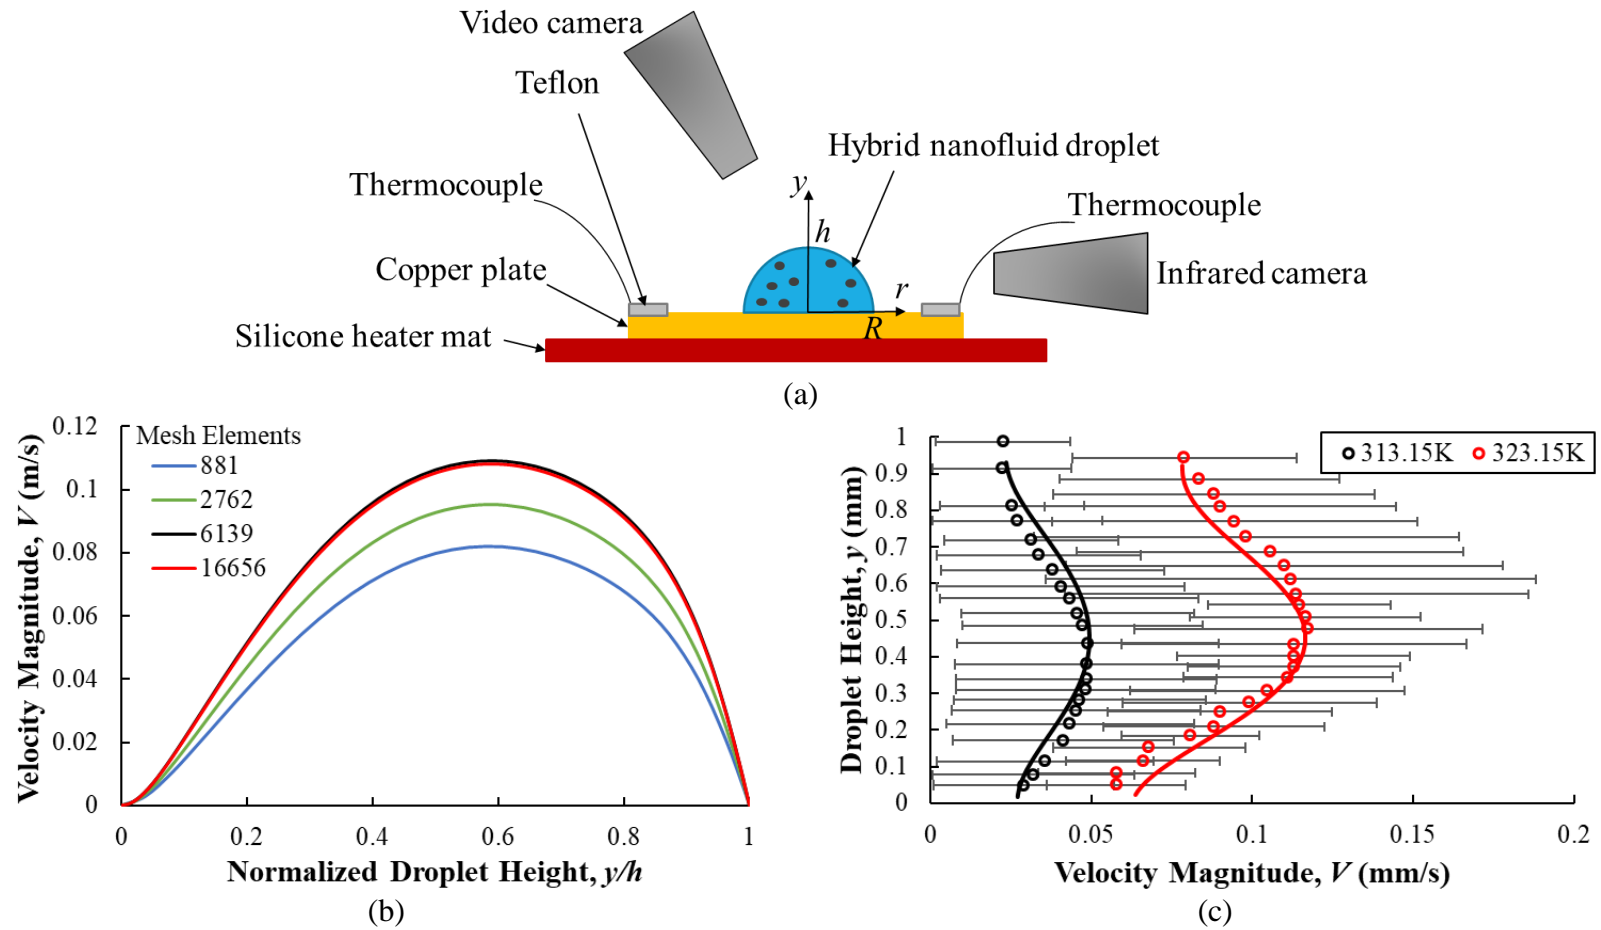 Video camera
Teflon
Hybrid nanofluid droplet
Thermocouple
y
Thermocouple
h
Copper plate
r
Infrared camera
R
Silicone heater mat
(a)
Velocity Magnitude, V (m/s)
0.12
0.1
0.08
0.06
0.04
0.02
0
Mesh Elements
881
2762
6139
16656
0
0.2
0.4
0.6
0.8
1
Normalized Droplet Height, y/h
(b)
Droplet Height, y (mm)
1
0.9
0.8
0.7
0.6
0.5
0.4
0.3
0.2
0.1
0
313.15K 323.15K
0
0.05
0.1
0.15
0.2
Velocity Magnitude, V (mm/s)
(c)